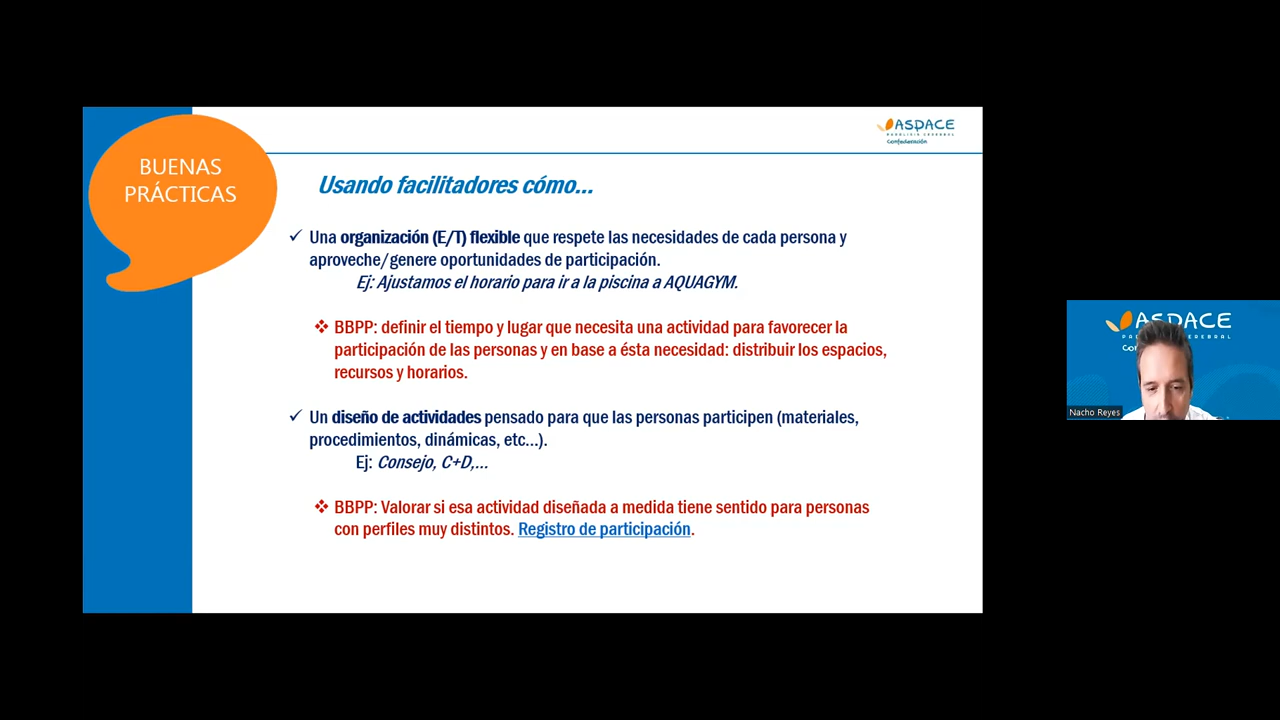 BUENAS
PRÁCTICAS
ASPACE
PARÁLISIS CEREBRAL
Confederación
Usando facilitadores cómo...
✓ Una organización (E/T) flexible que respete las necesidades de cada persona y
aproveche/genere oportunidades de participación.
Ej: Ajustamos el horario para ir a la piscina a AQUAGYM.
❖ BBPP: definir el tiempo y lugar que necesita una actividad para favorecer la
participación de las personas y en base a ésta necesidad: distribuir los espacios,
recursos y horarios.
✓ Un diseño de actividades pensado para que las personas participen (materiales,
procedimientos, dinámicas, etc...).
Ej: Consejo, C+D,...
❖ BBPP: Valorar si esa actividad diseñada a medida tiene sentido para personas
con perfiles muy distintos. Registro de participación.
ASPACE
Nacho Reyes